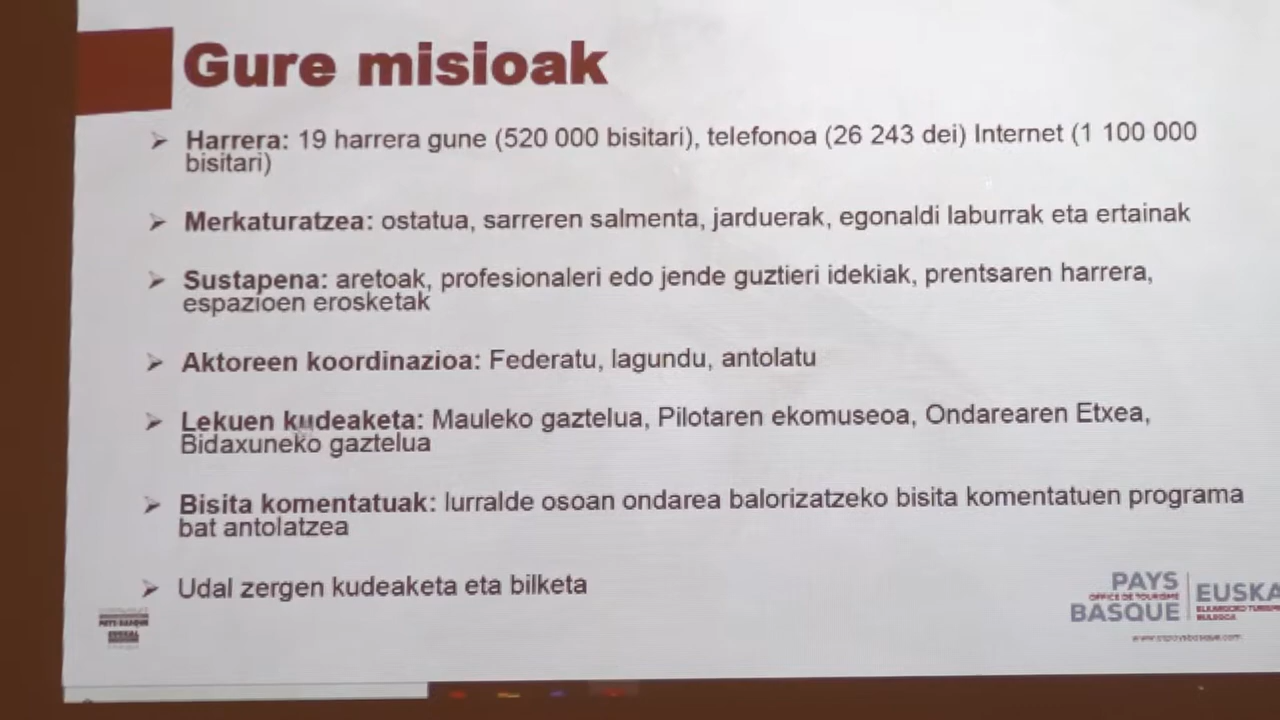 Gure misioak
➢ Harrera: 19 harrera gune (520 000 bisitari), telefonoa (26 243 dei) Internet (1 100 000
bisitari)
➢ Merkaturatzea: ostatua, sarreren salmenta, jarduerak, egonaldi laburrak eta ertainak
➢ Sustapena: aretoak, profesionaleri edo jende guztieri idekiak, prentsaren harrera,
espazioen erosketak
➢ Aktoreen koordinazioa: Federatu, lagundu, antolatu
➢ Lekuen kudeaketa: Mauleko gaztelua, Pilotaren ekomuseoa, Ondarearen Etxea,
Bidaxuneko gaztelua
➢ Bisita komentatuak: lurralde osoan ondarea balorizatzeko bisita komentatuen programa
bat antolatzea
➢ Udal zergen kudeaketa eta bilketa
PAYS
OFFICE DE TOURISME
BASQUE
EUSKA
PAYS BASQUE
EUSKAL